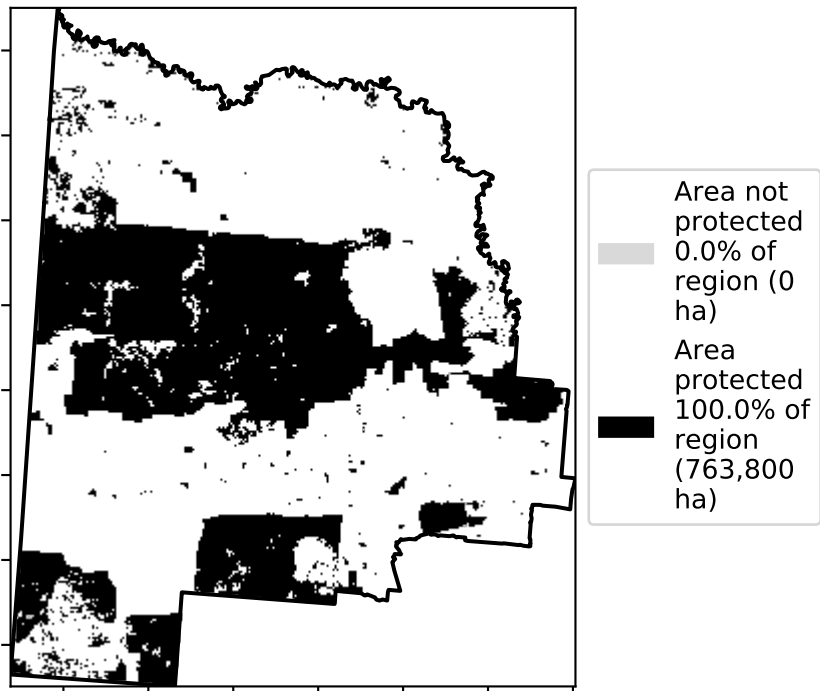 Area not
protected
0.0% of
region (0
ha)
Area
protected
100.0% of
region
(763,800
ha)